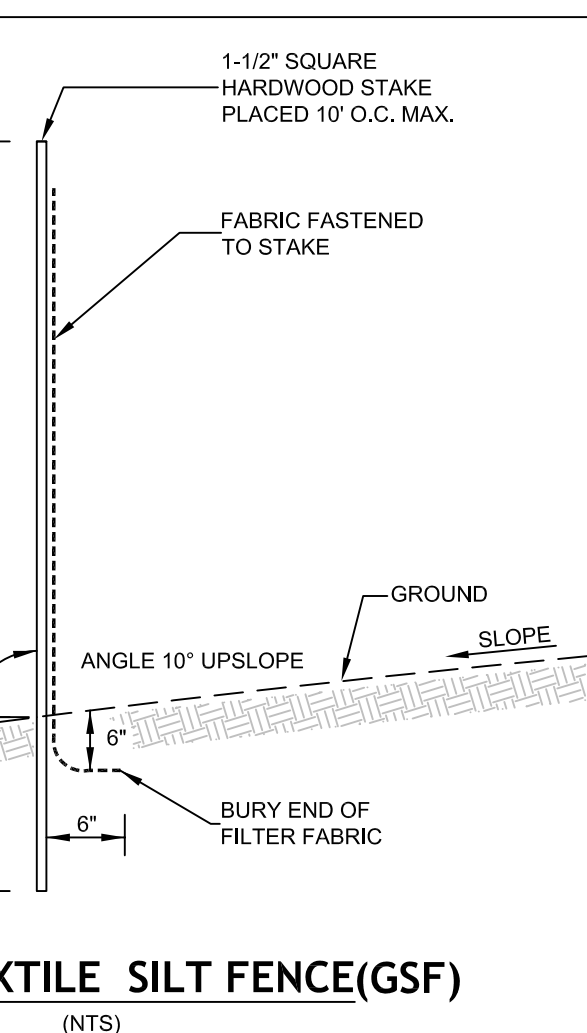 1-1/2" SQUARE
HARDWOOD STAKE
PLACED 10' O.C. MAX.
FABRIC FASTENED
TO STAKE
GROUND
SLOPE
ANGLE 10° UPSLOPE
6"
6"
BURY END OF
FILTER FABRIC
XTILE SILT FENCE(GSF)
(NTS)